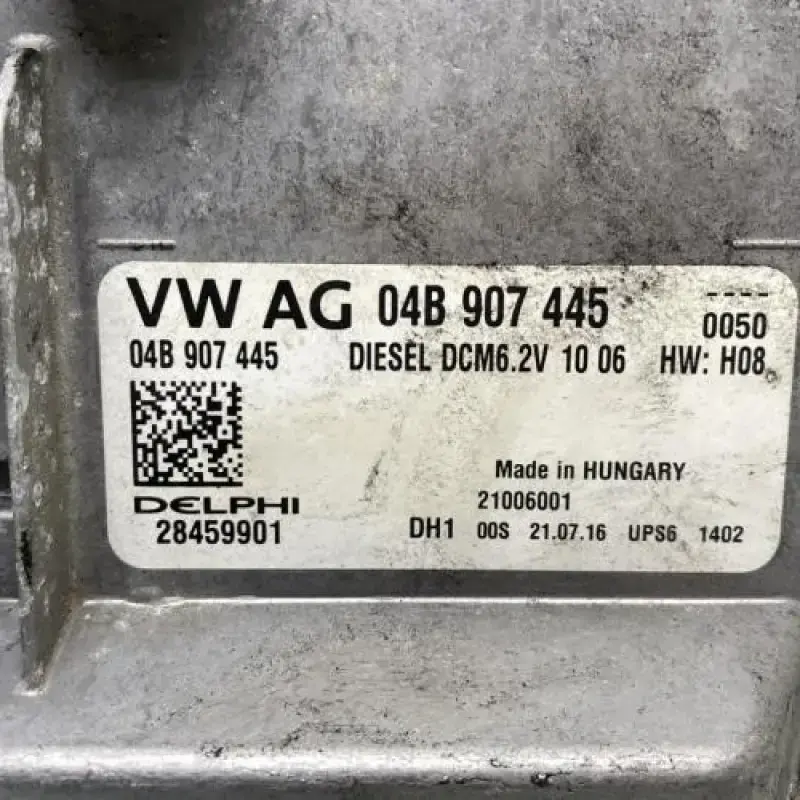 VW AG 04B 907 445 ----
0050
04B 907 445 DIESEL DCM6.2V 10 06 HW: H08
Made in HUNGARY
DELPHI 21006001
28459901 DH1 00S 21.07.16 UPS6 1402